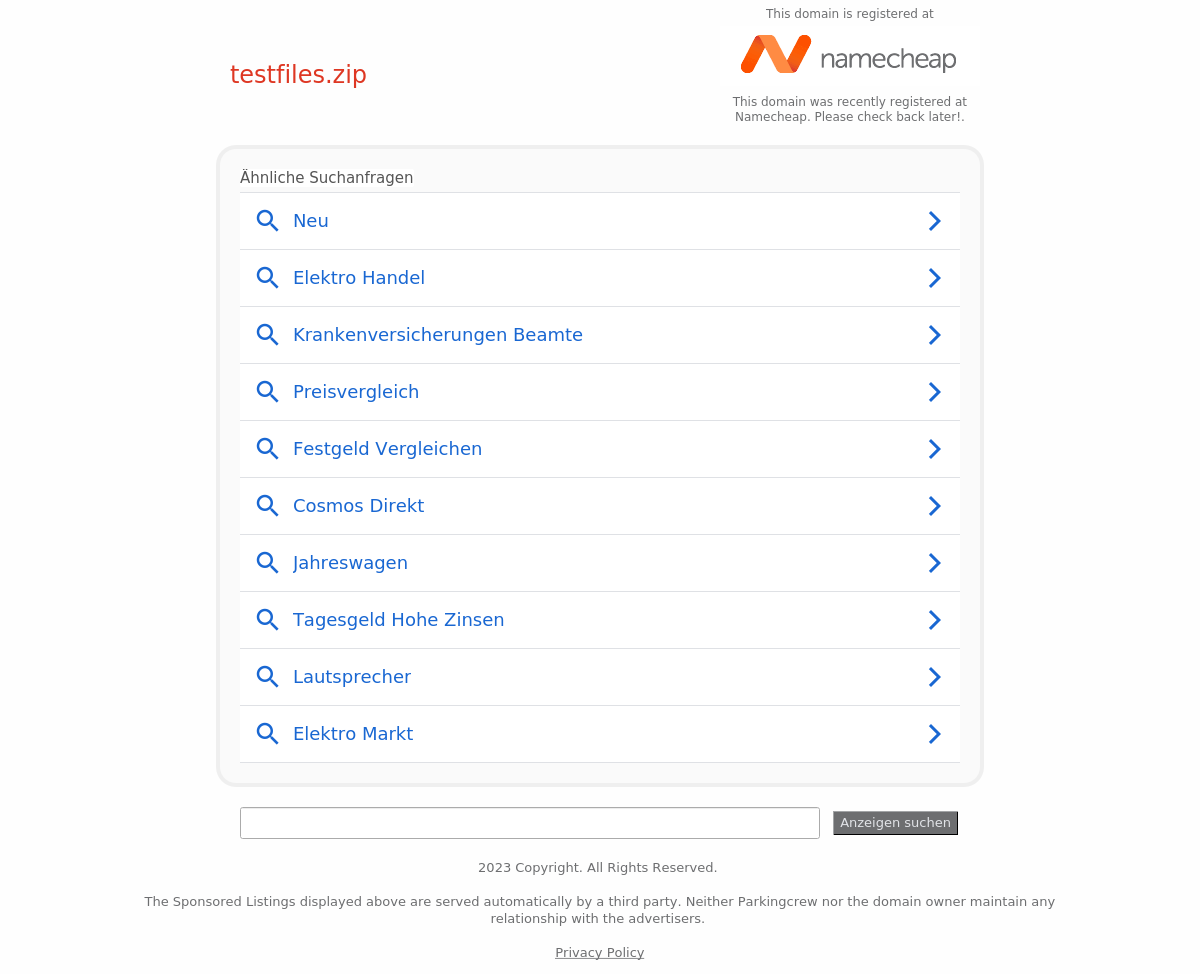 This domain is registered at
namecheap
testfiles.zip
This domain was recently registered at
Namecheap. Please check back later!.
Ähnliche Suchanfragen
Neu
Elektro Handel
Krankenversicherungen Beamte
Preisvergleich
Festgeld Vergleichen
Cosmos Direkt
Jahreswagen
Tagesgeld Hohe Zinsen
Lautsprecher
Elektro Markt
Anzeigen suchen
2023 Copyright. All Rights Reserved.
The Sponsored Listings displayed above are served automatically by a third party. Neither Parkingcrew nor the domain owner maintain any
relationship with the advertisers.
Privacy Policy